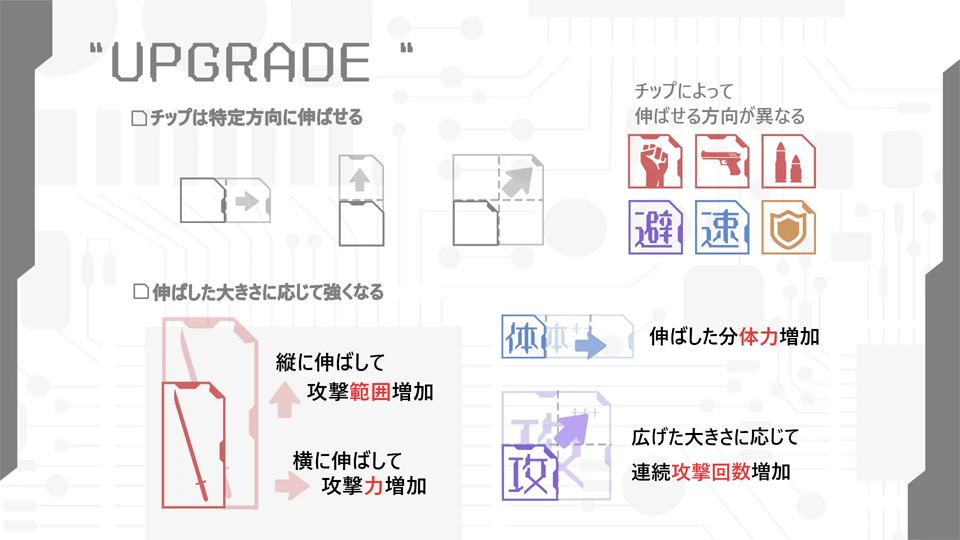 “UPGRADE “
チップは特定方向に伸ばせる
チップによって
伸ばせる方向が異なる
避
速
伸ばした大きさに応じて強くなる
縦に伸ばして
攻撃範囲増加
横に伸ばして
攻撃力増加
体
体++
伸ばした分体力増加
攻
攻+++
広げた大きさに応じて
連続攻撃回数増加